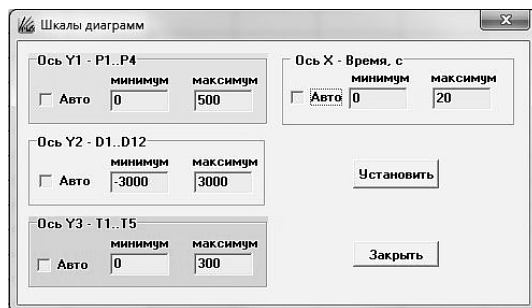 Шкалы диаграмм
Ось Y1 - P1..P4
минимум максимум
Авто 0 500
Ось X - Время, с
минимум максимум
Авто 0 20
Ось Y2 - D1..D12
минимум максимум
Авто -3000 3000
Установить
Ось Y3 - T1..T5
минимум максимум
Авто 0 300
Закрыть